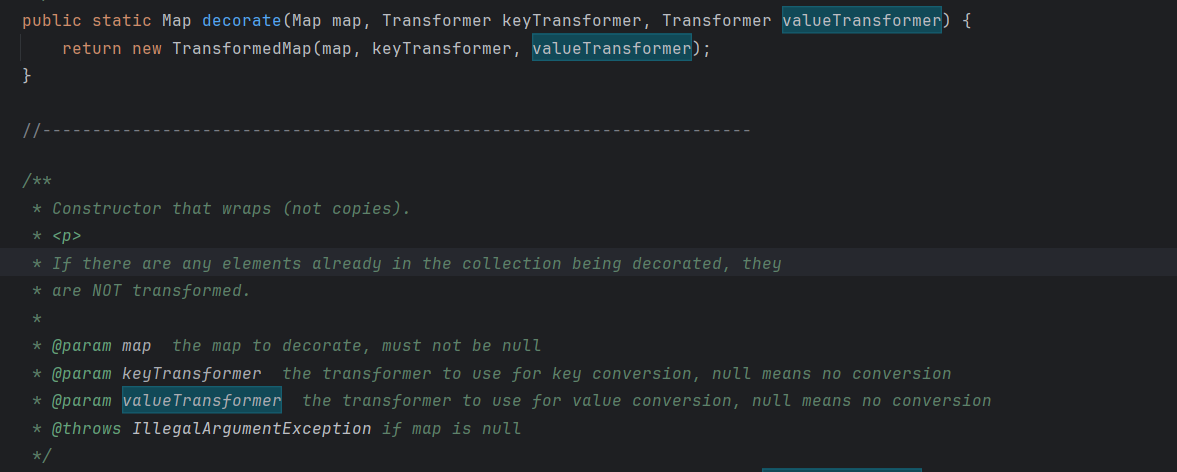 public static Map decorate(Map map, Transformer keyTransformer, Transformer valueTransformer) {
    return new TransformedMap(map, keyTransformer, valueTransformer);
}
//-----------------------------------------------------------------------
/**
 * Constructor that wraps (not copies).
 * <p>
 * If there are any elements already in the collection being decorated, they
 * are NOT transformed.
 *
 * @param map  the map to decorate, must not be null
 * @param keyTransformer  the transformer to use for key conversion, null means no conversion
 * @param valueTransformer  the transformer to use for value conversion, null means no conversion
 * @throws IllegalArgumentException if map is null
 */